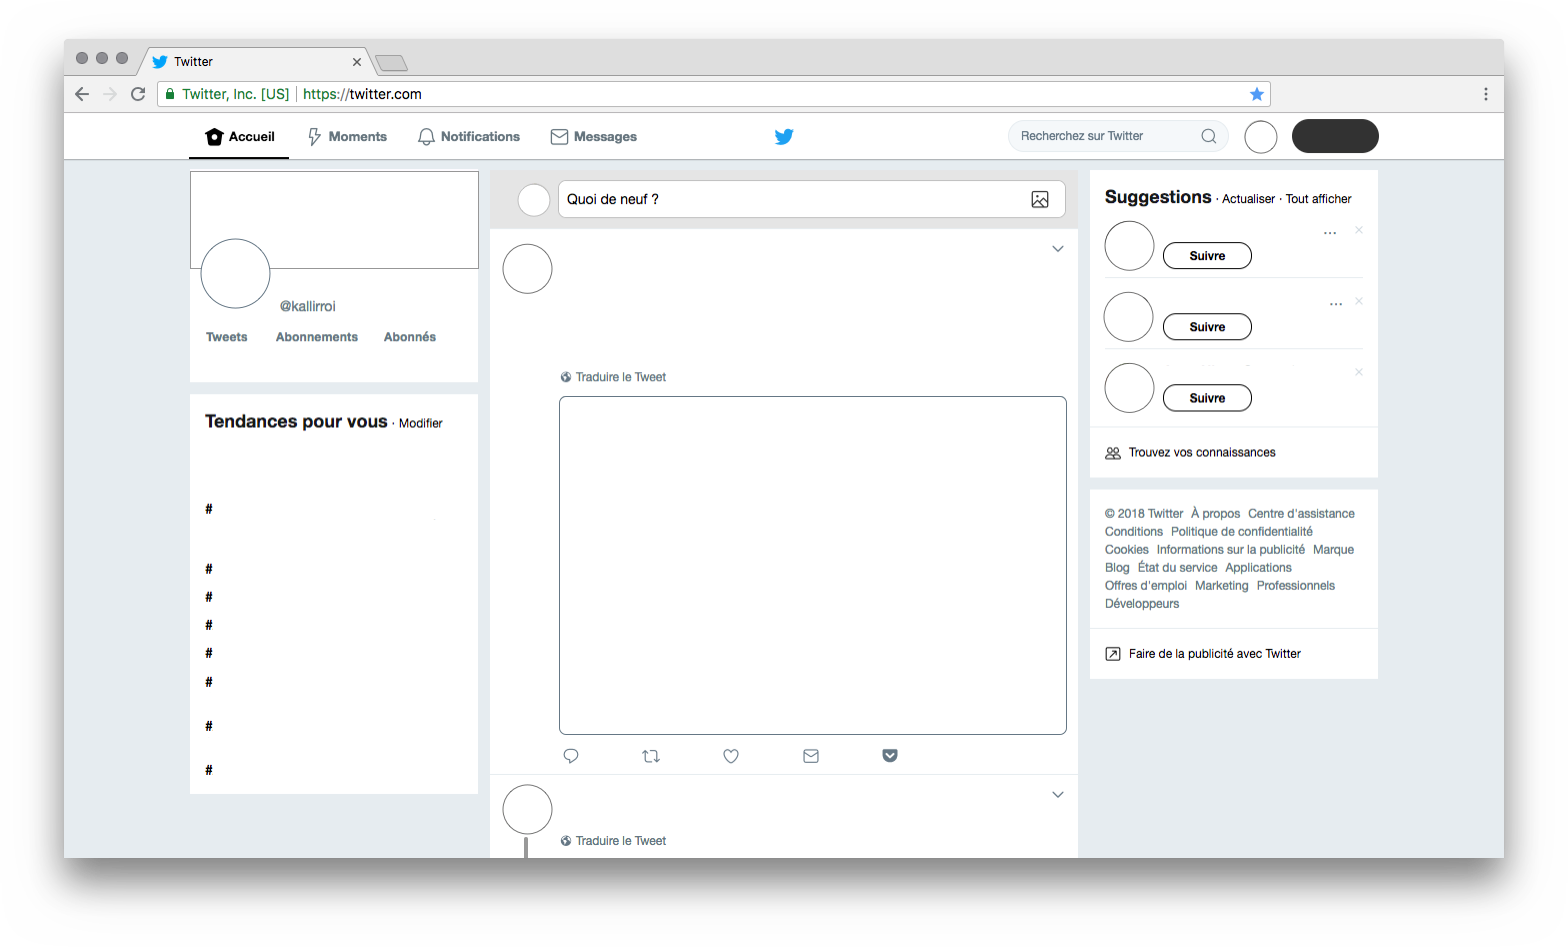 Twitter
Twitter, Inc. [US] https://twitter.com
Accueil Moments Notifications Messages Recherchez sur Twitter
@kallirroi
Tweets Abonnements Abonnés
Tendances pour vous · Modifier
#
#
#
#
#
#
#
#
Quoi de neuf ?
Traduire le Tweet
Traduire le Tweet
Suggestions · Actualiser · Tout afficher
Suivre
Suivre
Suivre
Trouvez vos connaissances
© 2018 Twitter À propos Centre d'assistance
Conditions Politique de confidentialité
Cookies Informations sur la publicité Marque
Blog État du service Applications
Offres d'emploi Marketing Professionnels
Développeurs
Faire de la publicité avec Twitter